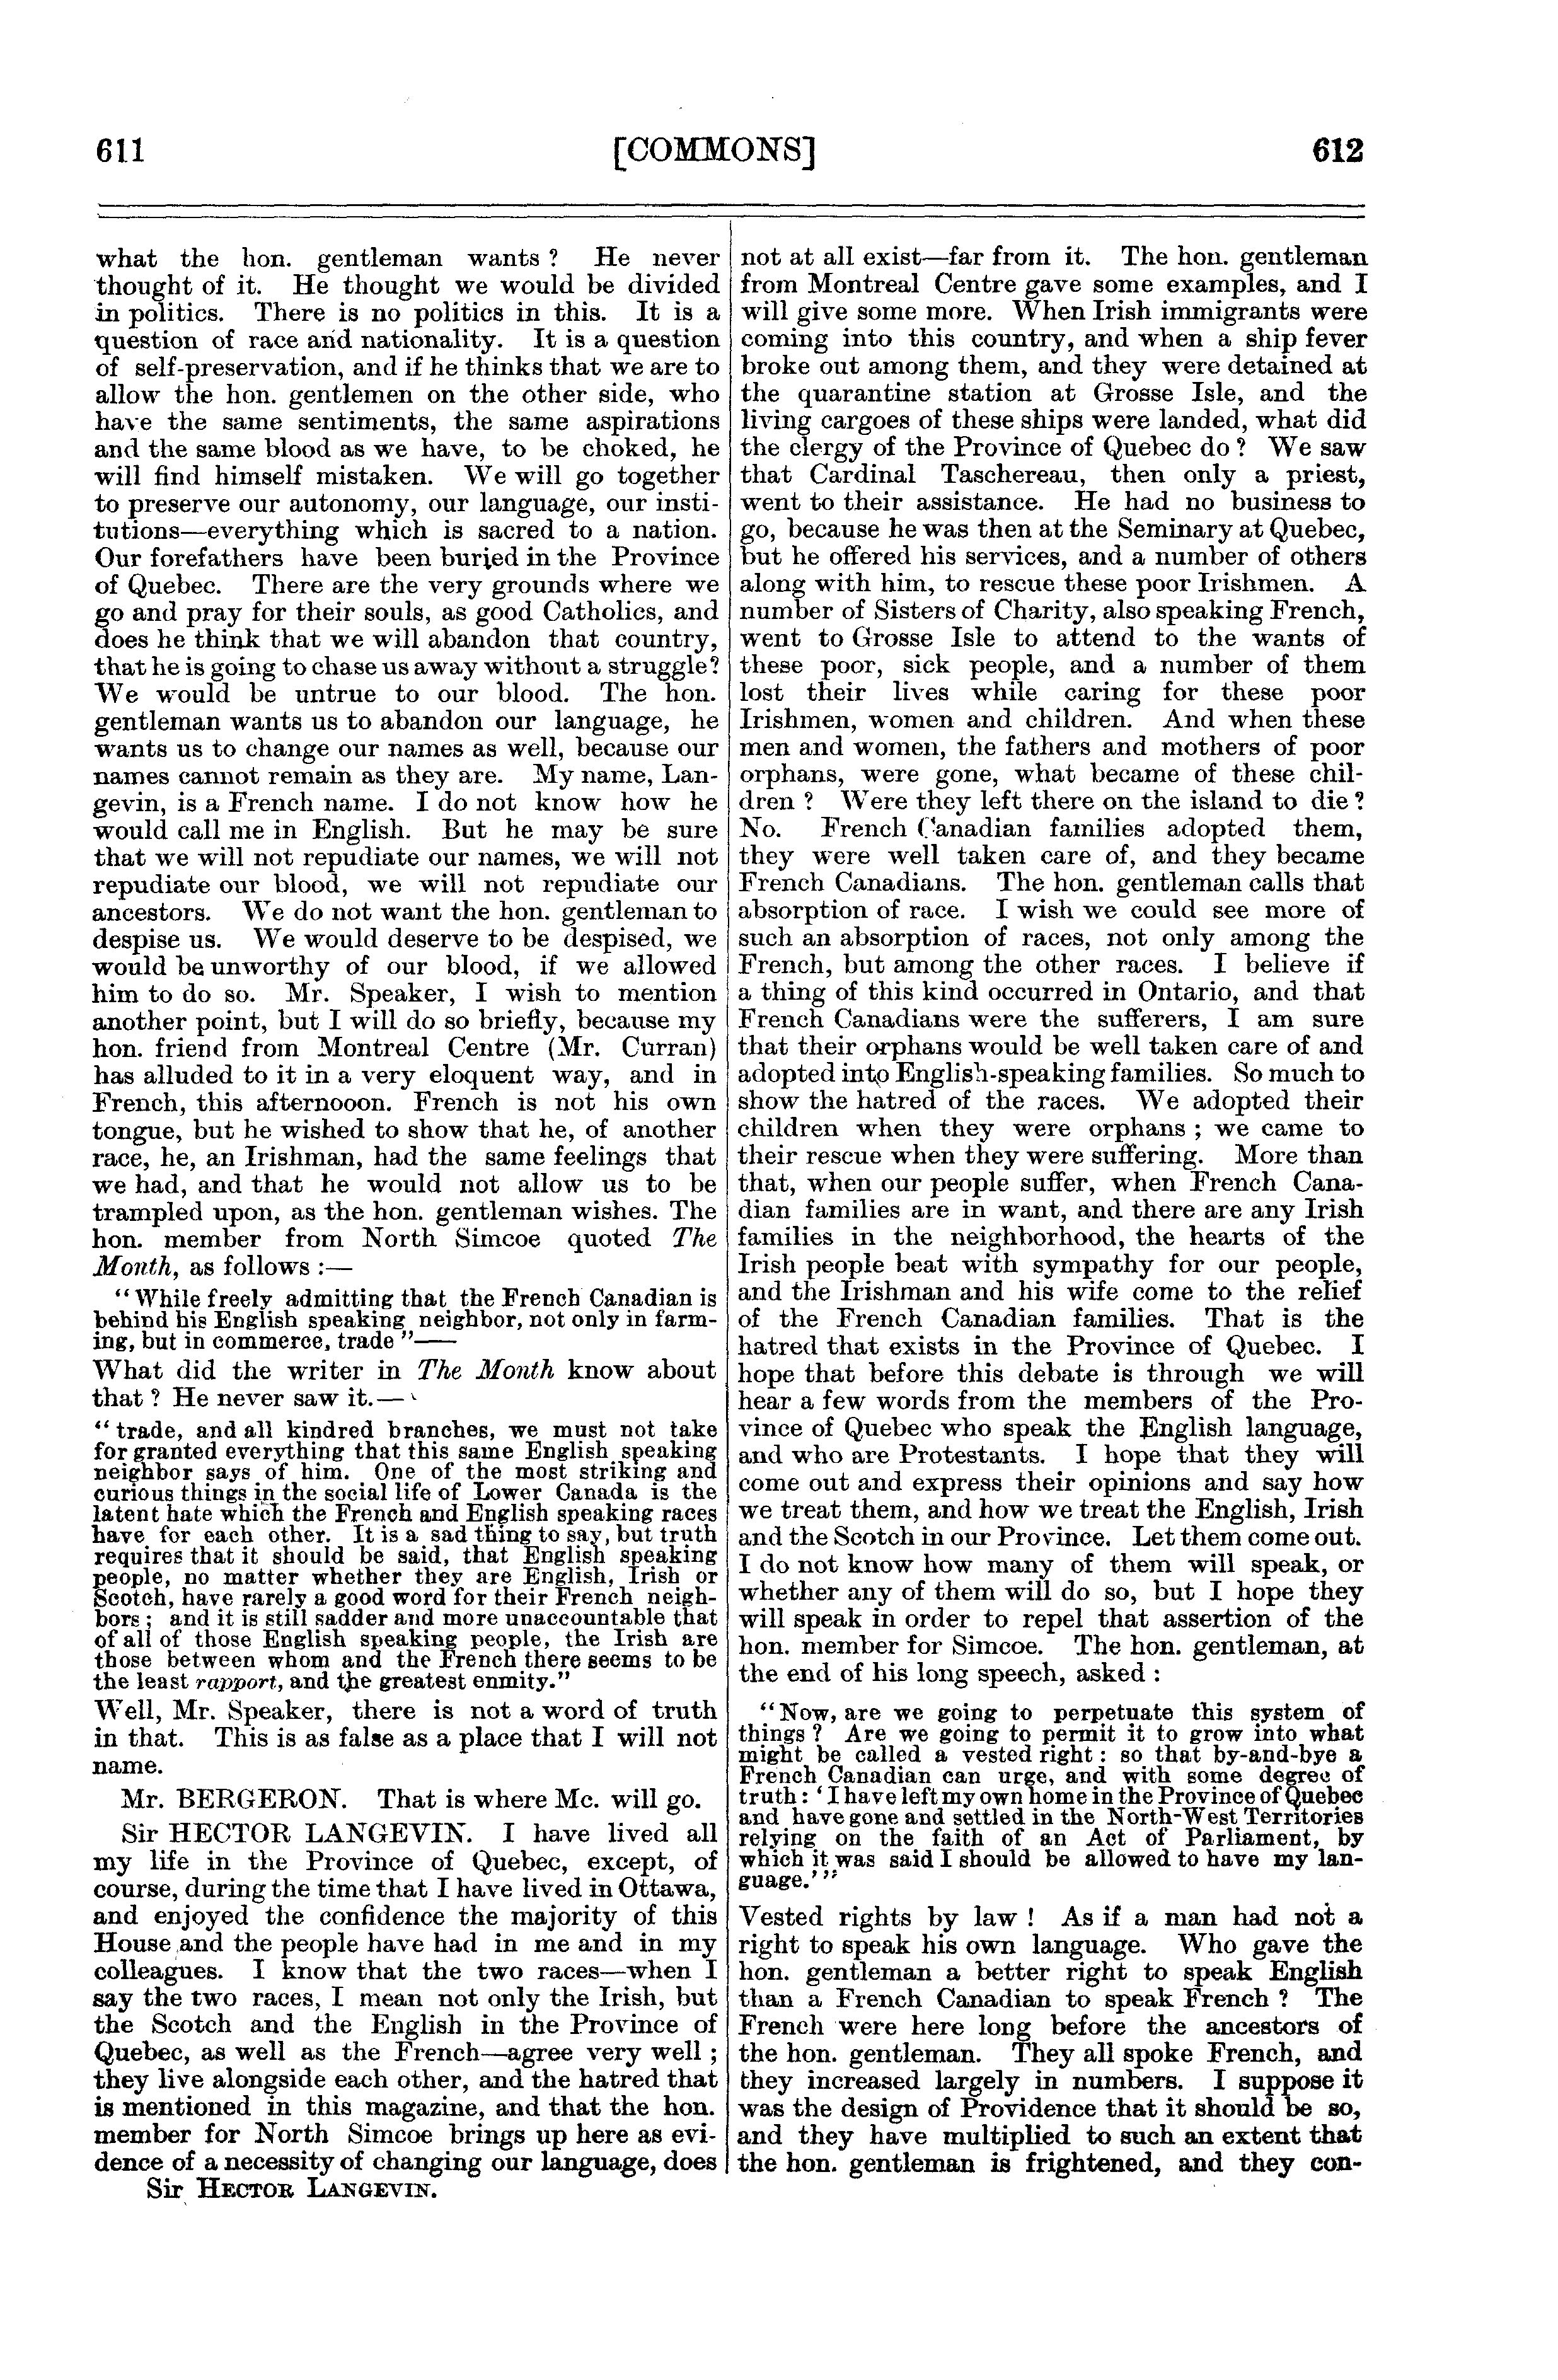 611
[COMMONS]
612
what the hon. gentleman wants ? He never
thought of it. He thought we would be divided
in politics. There is no politics in this. It is a
question of race and nationality. It is a question
of self-preservation, and if he thinks that we are to
allow the hon. gentlemen on the other side, who
have the same sentiments, the same aspirations
and the same blood as we have, to be choked, he
will find himself mistaken. We will go together
to preserve our autonomy, our language, our insti-
tutions—everything which is sacred to a nation.
Our forefathers have been buried in the Province
of Quebec. There are the very grounds where we
go and pray for their souls, as good Catholics, and
does he think that we will abandon that country,
that he is going to chase us away without a struggle?
We would be untrue to our blood. The hon.
gentleman wants us to abandon our language, he
wants us to change our names as well, because our
names cannot remain as they are. My name, Lan-
gevin, is a French name. I do not know how he
would call me in English. But he may be sure
that we will not repudiate our names, we will not
repudiate our blood, we will not repudiate our
ancestors. We do not want the hon. gentleman to
despise us. We would deserve to be despised, we
would be unworthy of our blood, if we allowed
him to do so. Mr. Speaker, I wish to mention
another point, but I will do so briefly, because my
hon. friend from Montreal Centre (Mr. Curran)
has alluded to it in a very eloquent way, and in
French, this afternooon. French is not his own
tongue, but he wished to show that he, of another
race, he, an Irishman, had the same feelings that
we had, and that he would not allow us to be
trampled upon, as the hon. gentleman wishes. The
hon. member from North Simcoe quoted The
Month, as follows :—
"While freely admitting that the French Canadian is
behind his English speaking neighbor, not only in farm-
ing, but in commerce, trade "——
What did the writer in The Month know about
that ? He never saw it.—
"trade, and all kindred branches, we must not take
for granted everything that this same English speaking
neighbor says of him. One of the most striking and
curious things in the social life of Lower Canada is the
latent hate which the French and English speaking races
have for each other. It is a sad thing to say, but truth
requires that it should be said, that English speaking
people, no matter whether they are English, Irish or
Scotch, have rarely a good word for their French neigh-
bors ; and it is still sadder and more unaccountable that
of all of those English speaking people, the Irish are
those between whom and the French there seems to be
the least rapport, and the greatest enmity."
Well, Mr. Speaker, there is not a word of truth
in that. This is as false as a place that I will not
name.
Mr. BERGERON. That is where Mc. will go.
Sir HECTOR LANGEVIN. I have lived all
my life in the Province of Quebec, except, of
course, during the time that I have lived in Ottawa,
and enjoyed the confidence the majority of this
House and the people have had in me and in my
colleagues. I know that the two races—when I
say the two races, I mean not only the Irish, but
the Scotch and the English in the Province of
Quebec, as well as the French—agree very well ;
they live alongside each other, and the hatred that
is mentioned in this magazine, and that the hon.
member for North Simcoe brings up here as evi-
dence of a necessity of changing our language, does
Sir HECTOR LANGEVIN.
not at all exist—far from it. The hon. gentleman
from Montreal Centre gave some examples, and I
will give some more. When Irish immigrants were
coming into this country, and when a ship fever
broke out among them, and they were detained at
the quarantine station at Grosse Isle, and the
living cargoes of these ships were landed, what did
the clergy of the Province of Quebec do ? We saw
that Cardinal Taschereau, then only a priest,
went to their assistance. He had no business to
go, because he was then at the Seminary at Quebec,
but he offered his services, and a number of others
along with him, to rescue these poor Irishmen. A
number of Sisters of Charity, also speaking French,
went to Grosse Isle to attend to the wants of
these poor, sick people, and a number of them
lost their lives while caring for these poor
Irishmen, women and children. And when these
men and women, the fathers and mothers of poor
orphans, were gone, what became of these chil-
dren ? Were they left there on the island to die ?
No. French Canadian families adopted them,
they were well taken care of, and they became
French Canadians. The hon. gentleman calls that
absorption of race. I wish we could see more of
such an absorption of races, not only among the
French, but among the other races. I believe if
a thing of this kind occurred in Ontario, and that
French Canadians were the sufferers, I am sure
that their orphans would be well taken care of and
adopted into English-speaking families. So much to
show the hatred of the races. We adopted their
children when they were orphans ; we came to
their rescue when they were suffering. More than
that, when our people suffer, when French Cana-
dian families are in want, and there are any Irish
families in the neighborhood, the hearts of the
Irish people beat with sympathy for our people,
and the Irishman and his wife come to the relief
of the French Canadian families. That is the
hatred that exists in the Province of Quebec. I
hope that before this debate is through we will
hear a few words from the members of the Pro-
vince of Quebec who speak the English language,
and who are Protestants. I hope that they will
come out and express their opinions and say how
we treat them, and how we treat the English, Irish
and the Scotch in our Province. Let them come out.
I do not know how many of them will speak, or
whether any of them will do so, but I hope they
will speak in order to repel that assertion of the
hon. member for Simcoe. The hon. gentleman, at
the end of his long speech, asked :
"Now, are we going to perpetuate this system of
things ? Are we going to permit it to grow into what
might be called a vested right : so that by-and-bye a
French Canadian can urge, and with some degree of
truth : 'I have left my own home in the Province of Quebec
and have gone and settled in the North-West Territories
relying on the faith of an Act of Parliament, by
which it was said I should be allowed to have my lan-
guage.'"
Vested rights by law ! As if a man had not a
right to speak his own language. Who gave the
hon. gentleman a better right to speak English
than a French Canadian to speak French ? The
French were here long before the ancestors of
the hon. gentleman. They all spoke French, and
they increased largely in numbers. I suppose it
was the design of Providence that it should be so,
and they have multiplied to such an extent that
the hon. gentleman is frightened, and they con-